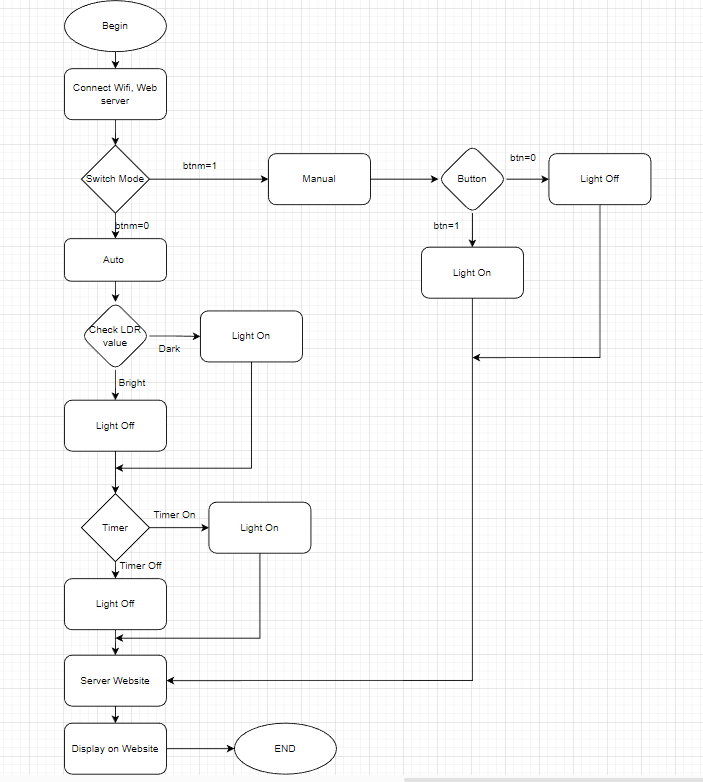 Begin
Connect Wifi, Web
server
Switch Mode
btnm=1
Manual
Button
btn=0
Light Off
btnm=0
btn=1
Auto
Light On
Check LDR
value
Light On
Dark
Bright
Light Off
Timer
Timer On
Light On
Timer Off
Light Off
Server Website
Display on Website
END